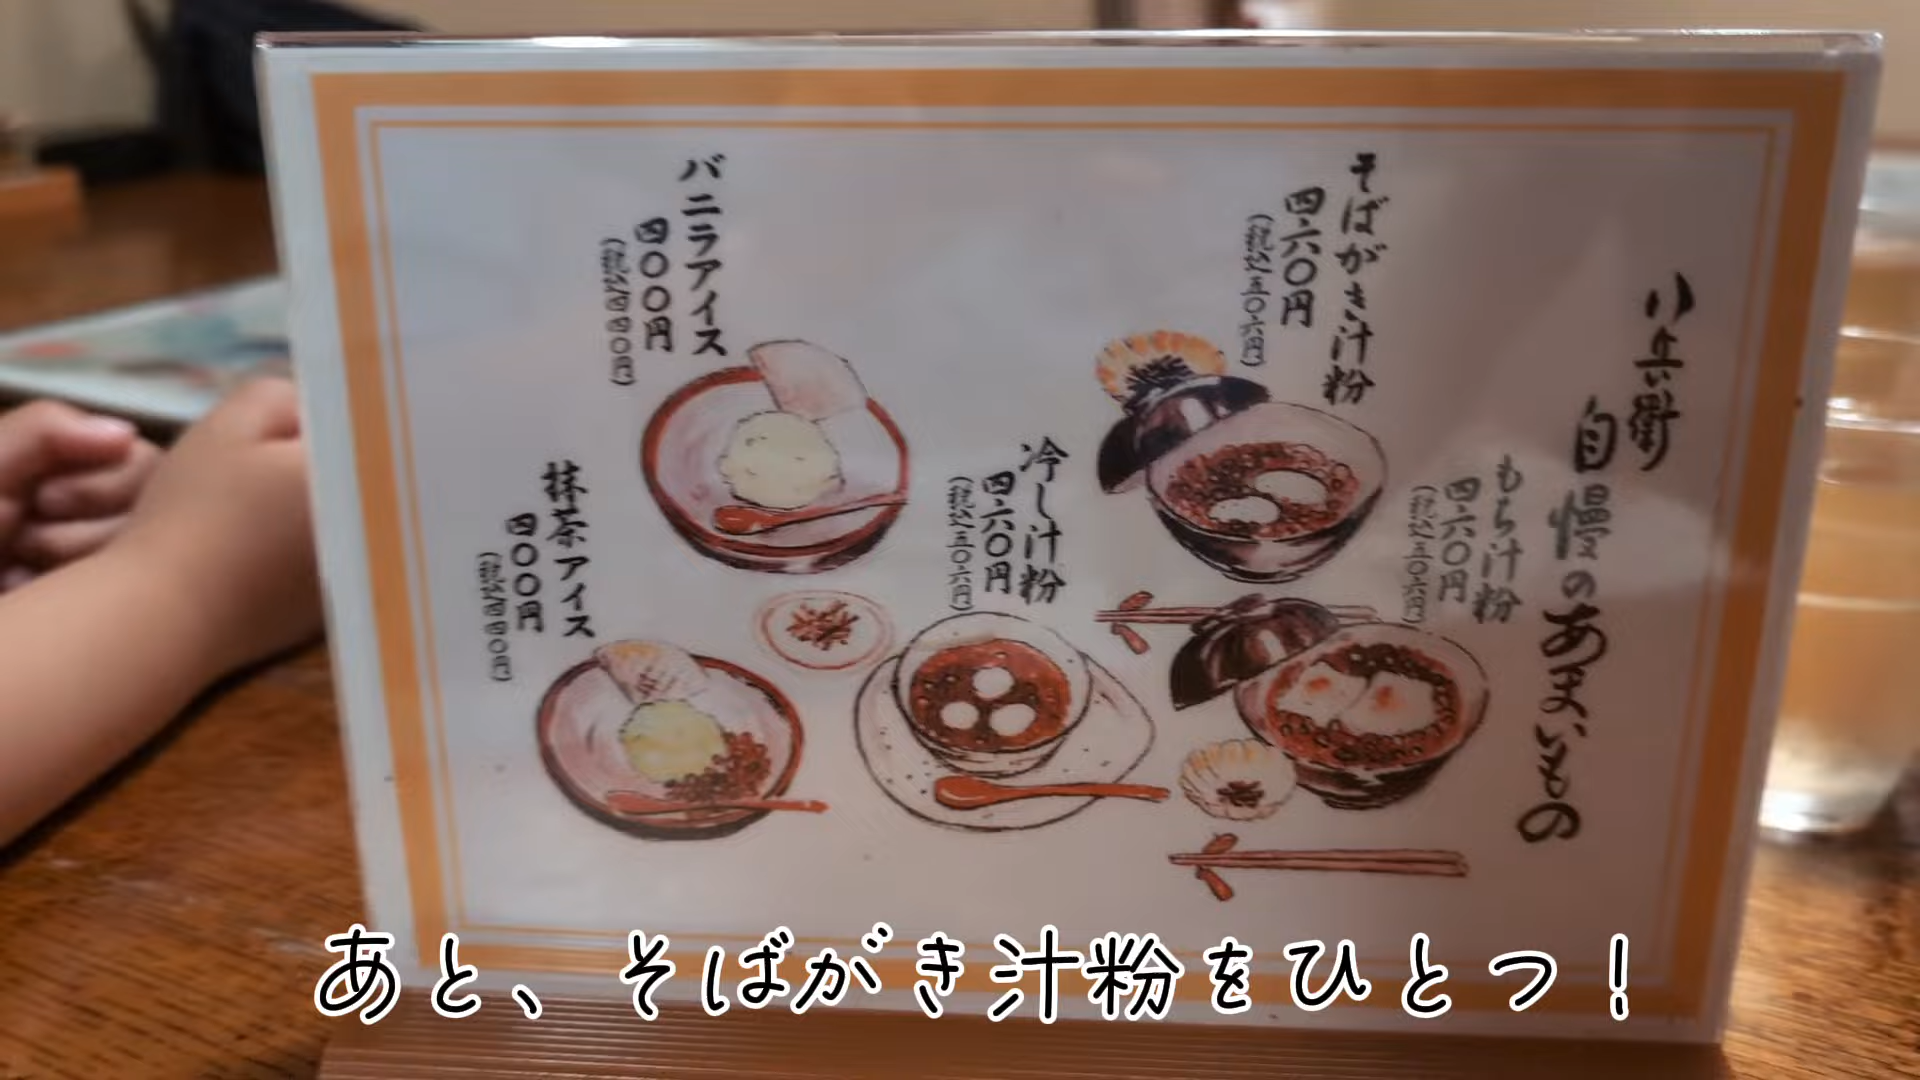 小兵衛
自慢のあまいもの
もち汁粉
四六〇円
(税込五〇六円)
そばがき汁粉
四六〇円
(税込五〇六円)
冷し汁粉
四六〇円
(税込五〇六円)
バニラアイス
四〇〇円
(税込四四〇円)
抹茶アイス
四〇〇円
(税込四四〇円)
あと、そばがき汁粉をひとつ！